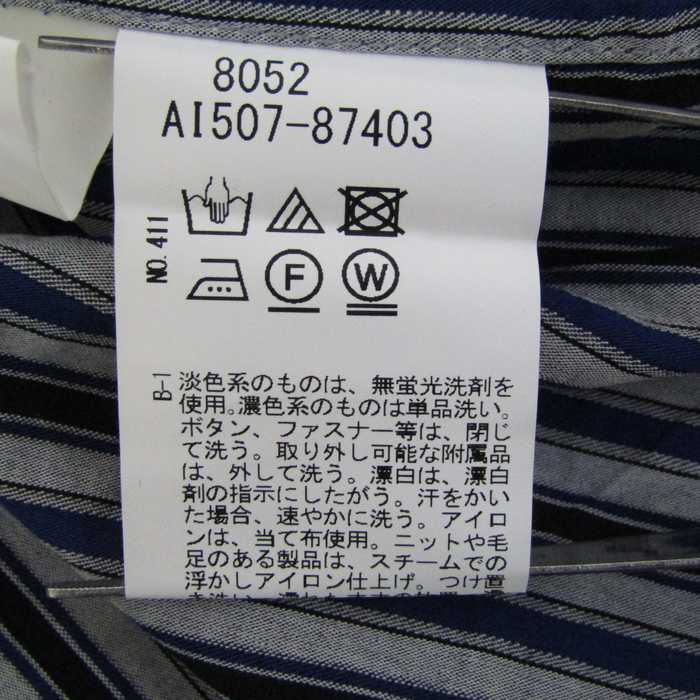 8052
AI507-87403
NO.411
F
W
B-1
淡色系のものは、無蛍光洗剤を
使用。濃色系のものは単品洗い。
ボタン、ファスナー等は、閉じ
て洗う。取り外し可能な附属品
は、外して洗う。漂白は、漂白
剤の指示にしたがう。汗をかい
た場合、速やかに洗う。アイロ
ンは、当て布使用。ニットや毛
足のある製品は、スチームでの
浮かしアイロン仕上げ。つけ置